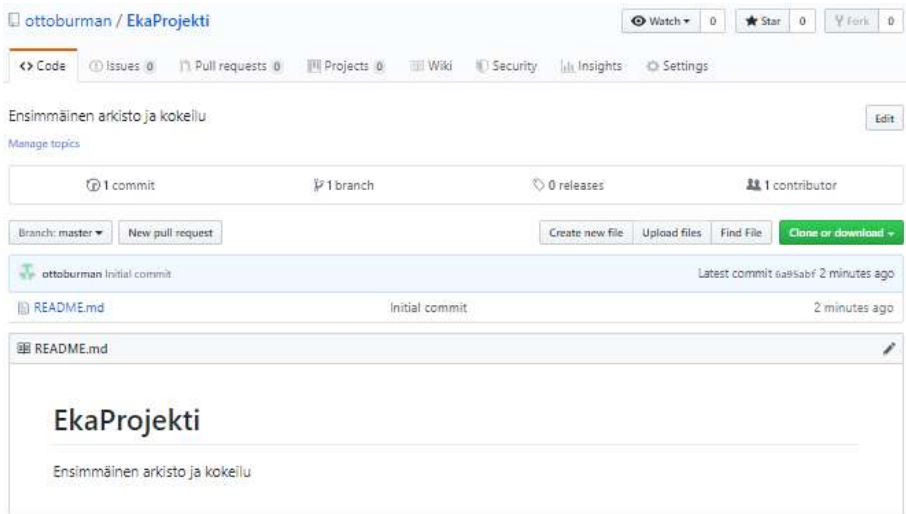 ottoburman / EkaProjekti Watch 0 Star 0 Fork 0
Code Issues 0 Pull requests 0 Projects 0 Wiki Security Insights Settings
Ensimmäinen arkisto ja kokeilu Edit
Manage topics
1 commit 1 branch 0 releases 1 contributor
Branch: master New pull request Create new file Upload files Find File Clone or download
ottoburman Initial commit Latest commit 6a95abf 2 minutes ago
README.md Initial commit 2 minutes ago
README.md
EkaProjekti
Ensimmäinen arkisto ja kokeilu